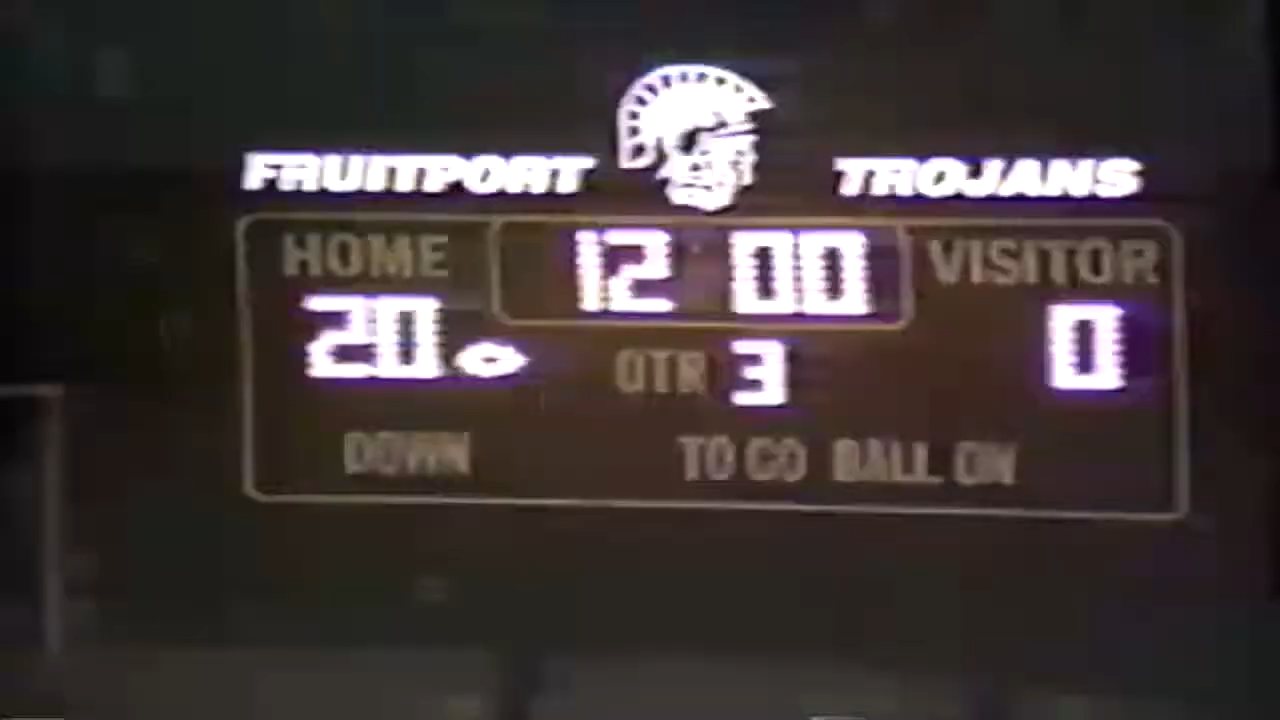 FRUITPORT TROJANS
HOME 12 00 VISITOR
20 QTR 3 0
DOWN TO GO BALL ON